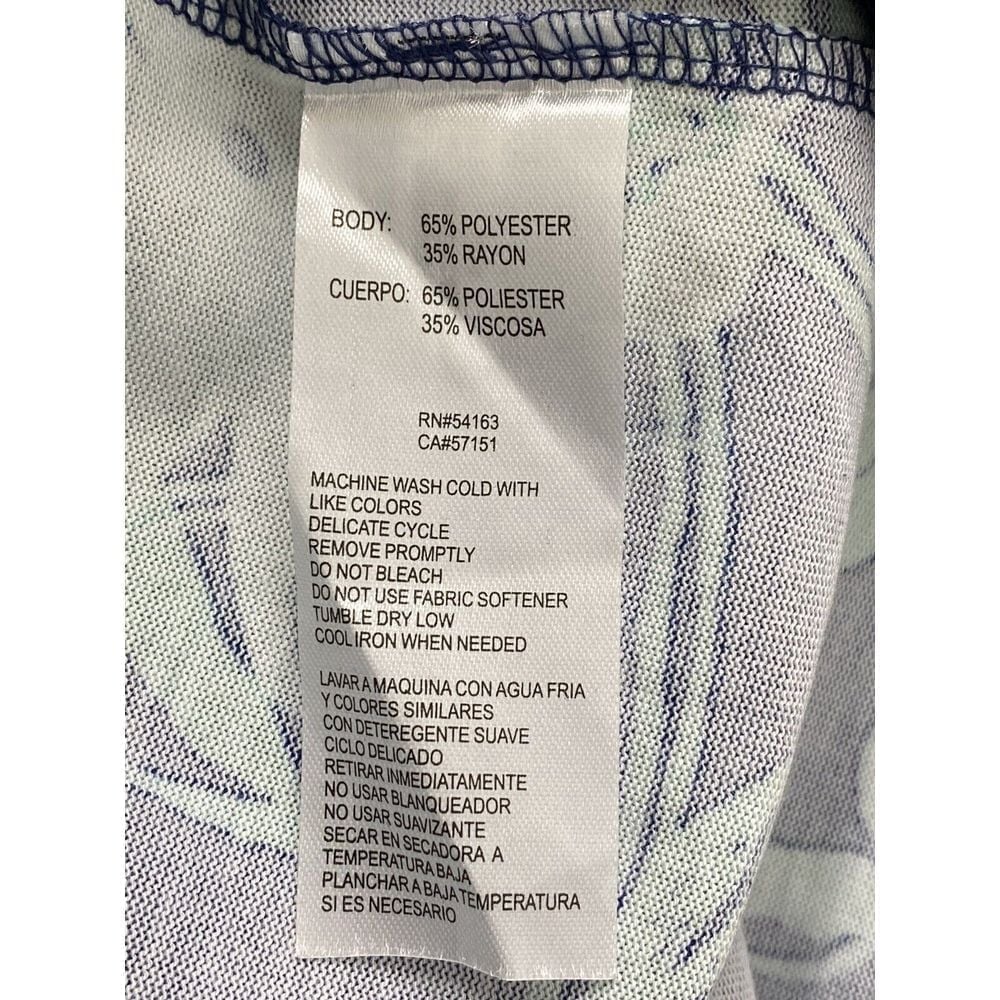 BODY: 65% POLYESTER
35% RAYON
CUERPO: 65% POLIESTER
35% VISCOSA
RN#54163
CA#57151
MACHINE WASH COLD WITH
LIKE COLORS
DELICATE CYCLE
REMOVE PROMPTLY
DO NOT BLEACH
DO NOT USE FABRIC SOFTENER
TUMBLE DRY LOW
COOL IRON WHEN NEEDED
LAVAR A MAQUINA CON AGUA FRIA
Y COLORES SIMILARES
CON DETEREGENTE SUAVE
CICLO DELICADO
RETIRAR INMEDIATAMENTE
NO USAR BLANQUEADOR
NO USAR SUAVIZANTE
SECAR EN SECADORA A
TEMPERATURA BAJA
PLANCHAR A BAJA TEMPERATURA
SI ES NECESARIO